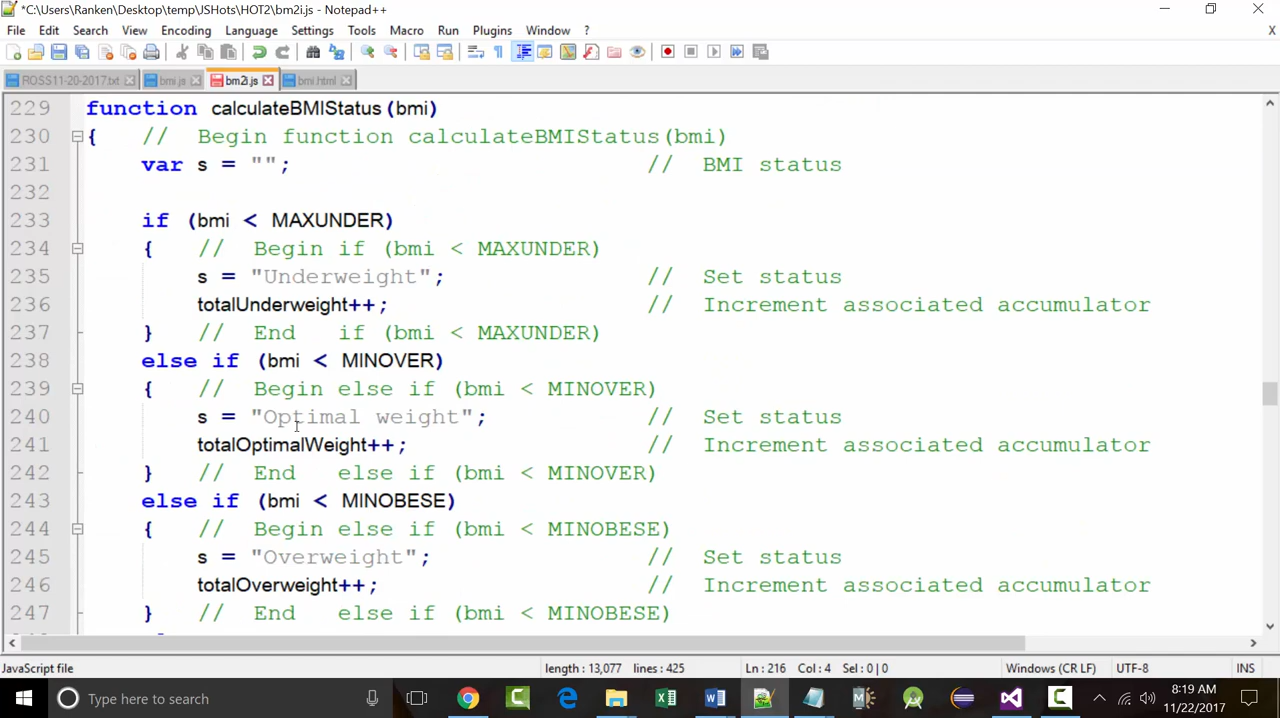 *C:\Users\Ranken\Desktop\temp\JSHots\HOT2\bm2i.js - Notepad++
File Edit Search View Encoding Language Settings Tools Macro Run Plugins Window ? X
ROSS11-20-2017.txt bmi.js bm2i.js bmi.html
229 function calculateBMIStatus(bmi)
230 { // Begin function calculateBMIStatus(bmi)
231 var s = ""; // BMI status
232
233 if (bmi < MAXUNDER)
234 { // Begin if (bmi < MAXUNDER)
235 s = "Underweight"; // Set status
236 totalUnderweight++; // Increment associated accumulator
237 } // End if (bmi < MAXUNDER)
238 else if (bmi < MINOVER)
239 { // Begin else if (bmi < MINOVER)
240 s = "Optimal weight"; // Set status
241 totalOptimalWeight++; // Increment associated accumulator
242 } // End else if (bmi < MINOVER)
243 else if (bmi < MINOBESE)
244 { // Begin else if (bmi < MINOBESE)
245 s = "Overweight"; // Set status
246 totalOverweight++; // Increment associated accumulator
247 } // End else if (bmi < MINOBESE)
JavaScript file length : 13,077 lines : 425 Ln : 216 Col : 4 Sel : 0 | 0 Windows (CR LF) UTF-8 INS
Type here to search
8:19 AM
11/22/2017